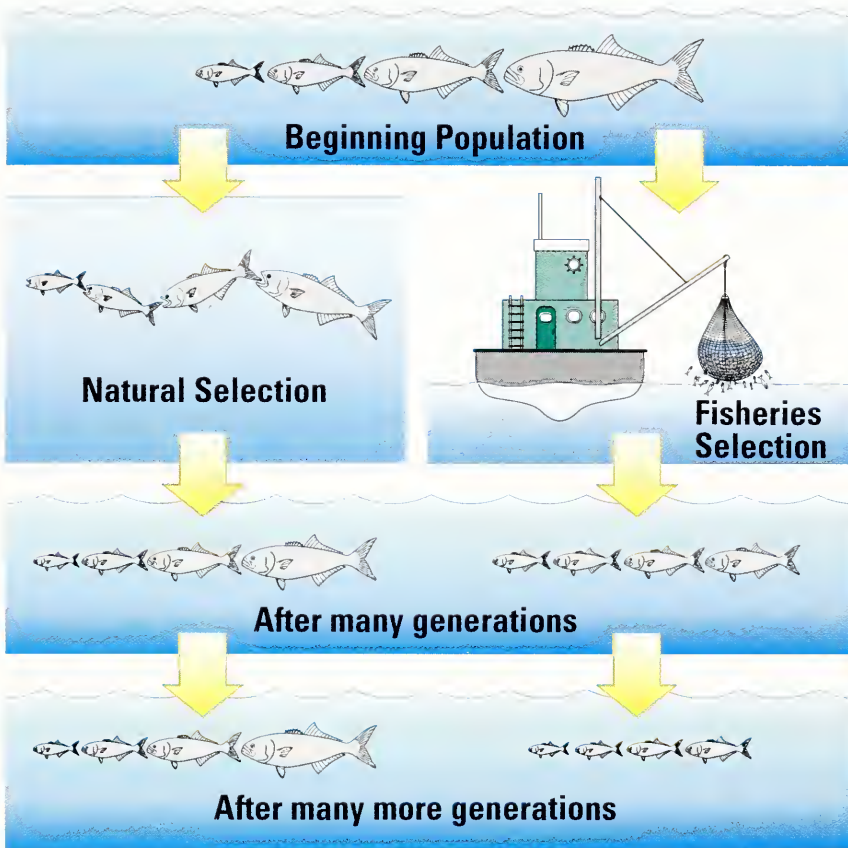 Beginning Population
Natural Selection
Fisheries
Selection
After many generations
After many more generations